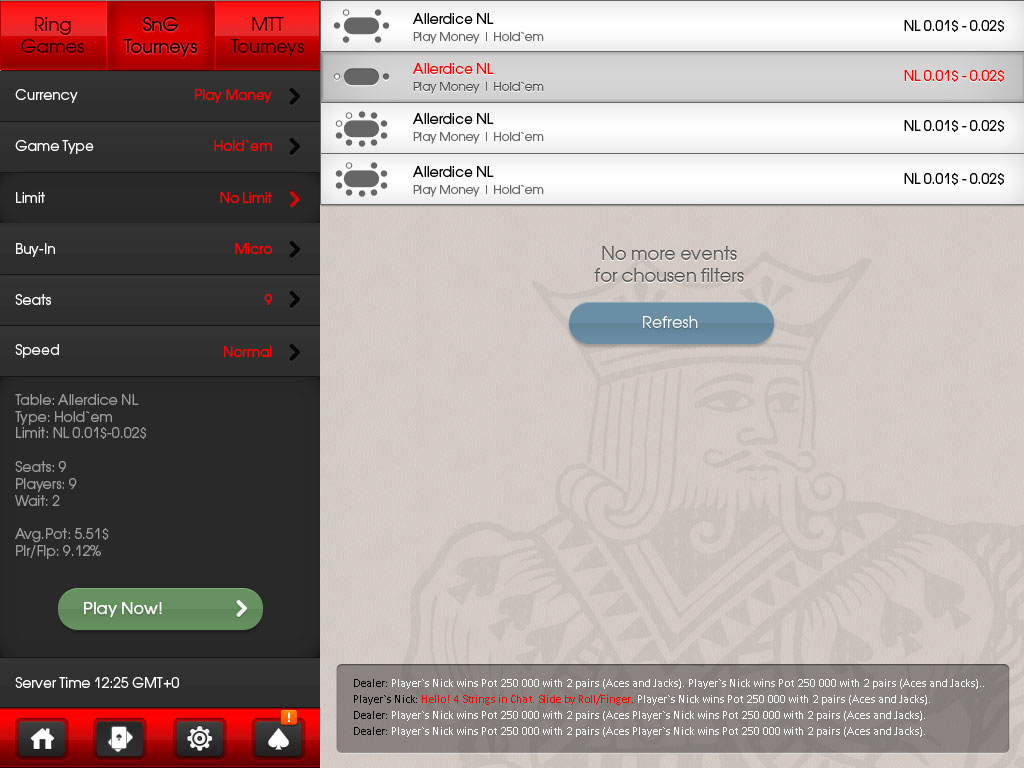 Ring
Games
SnG
Tourneys
MTT
Tourneys
Currency Play Money
Game Type Hold`em
Limit No Limit
Buy-In Micro
Seats 9
Speed Normal
Table: Allerdice NL
Type: Hold`em
Limit: NL 0.01$-0.02$
Seats: 9
Players: 9
Wait: 2
Avg.Pot: 5.51$
Plr/Flp: 9.12%
Play Now!
Server Time 12:25 GMT+0
!
Allerdice NL
Play Money | Hold`em
NL 0.01$ - 0.02$
Allerdice NL
Play Money | Hold`em
NL 0.01$ - 0.02$
Allerdice NL
Play Money | Hold`em
NL 0.01$ - 0.02$
Allerdice NL
Play Money | Hold`em
NL 0.01$ - 0.02$
No more events
for chousen filters
Refresh
Dealer: Player`s Nick wins Pot 250 000 with 2 pairs (Aces and Jacks). Player`s Nick wins Pot 250 000 with 2 pairs (Aces and Jacks)..
Player`s Nick: Hello! 4 Strings in Chat. Slide by Roll/Finger. Player`s Nick wins Pot 250 000 with 2 pairs (Aces and Jacks).
Dealer: Player`s Nick wins Pot 250 000 with 2 pairs (Aces Player`s Nick wins Pot 250 000 with 2 pairs (Aces and Jacks).
Dealer: Player`s Nick wins Pot 250 000 with 2 pairs (Aces Player`s Nick wins Pot 250 000 with 2 pairs (Aces and Jacks).